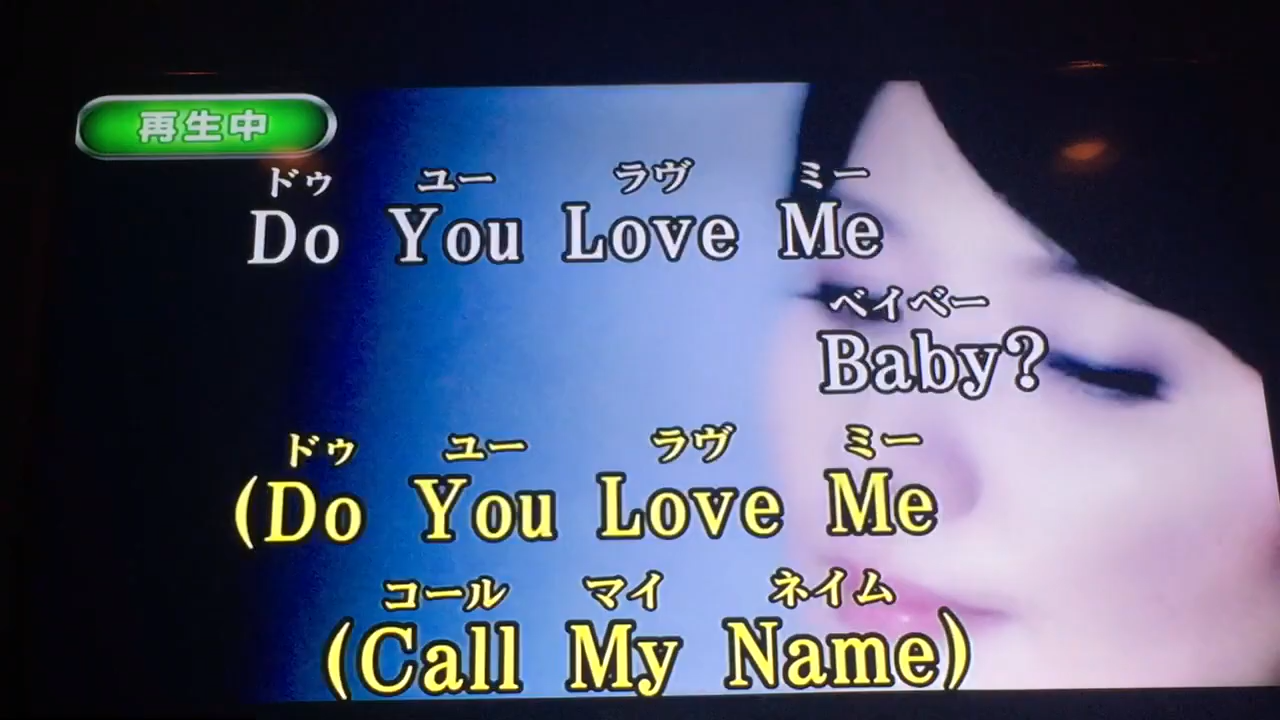 再生中
ドゥ ユー ラヴ ミー
Do You Love Me
ベイベー
Baby?
ドゥ ユー ラヴ ミー
(Do You Love Me
コール マイ ネイム
(Call My Name)